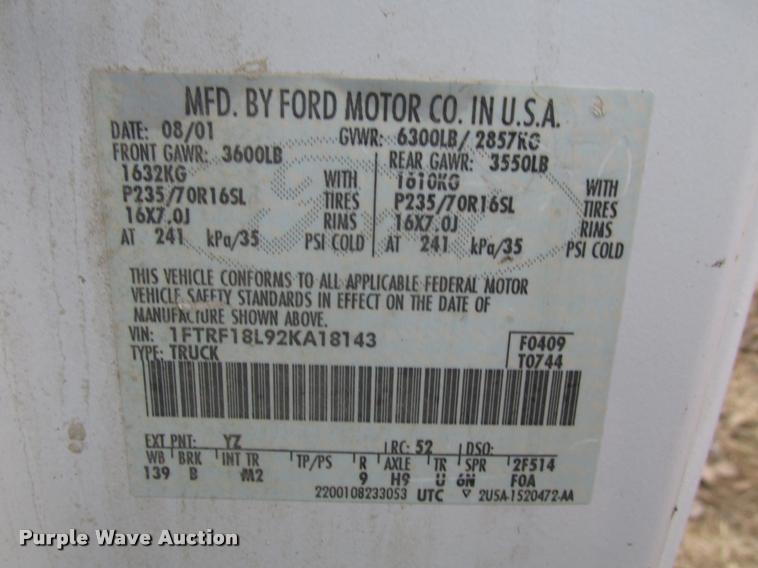 MFD. BY FORD MOTOR CO. IN U.S.A.
DATE: 08/01 GVWR: 6300LB/ 2857KG
FRONT GAWR: 3600LB REAR GAWR: 3550LB
1632KG WITH 1610KG WITH
P235/70R16SL TIRES P235/70R16SL TIRES
16X7.0J RIMS 16X7.0J RIMS
AT 241 kPa/35 PSI COLD AT 241 kPa/35 PSI COLD
THIS VEHICLE CONFORMS TO ALL APPLICABLE FEDERAL MOTOR
VEHICLE SAFETY STANDARDS IN EFFECT ON THE DATE OF
MANUFACTURE SHOWN ABOVE.
VIN: 1FTRF18L92KA18143 F0409
TYPE: TRUCK T0744
EXT PNT: YZ RC: 52 DSO:
WB BRK INT TR TP/PS R AXLE TR SPR 2F514
139 B M2 9 H9 U 6N F0A
2200108233053 UTC ▽ 2U5A-1520472-AA
Purple Wave Auction